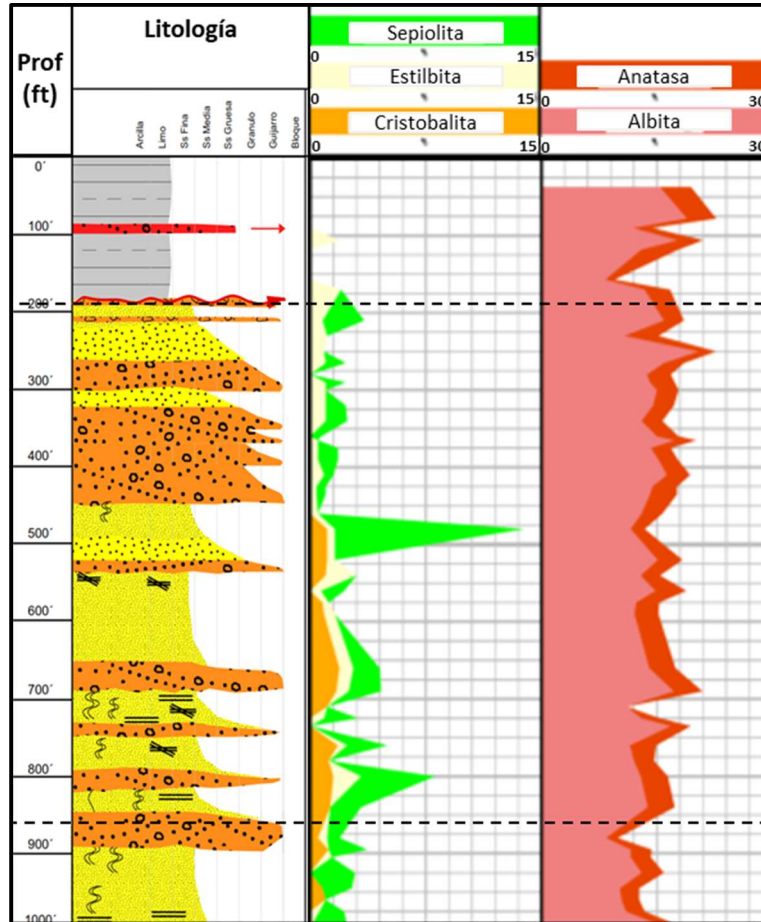 Litología
Prof
(ft)
Arcilla
Limo
Ss Fina
Ss Media
Ss Gruesa
Granulo
Guijarro
Bloque
Sepiolita
0 15
Estilbita
0 15
Cristobalita
0 15
Anatasa
0 30
Albita
0 30
0´
100´
200´
300´
400´
500´
600´
700´
800´
900´
1000´